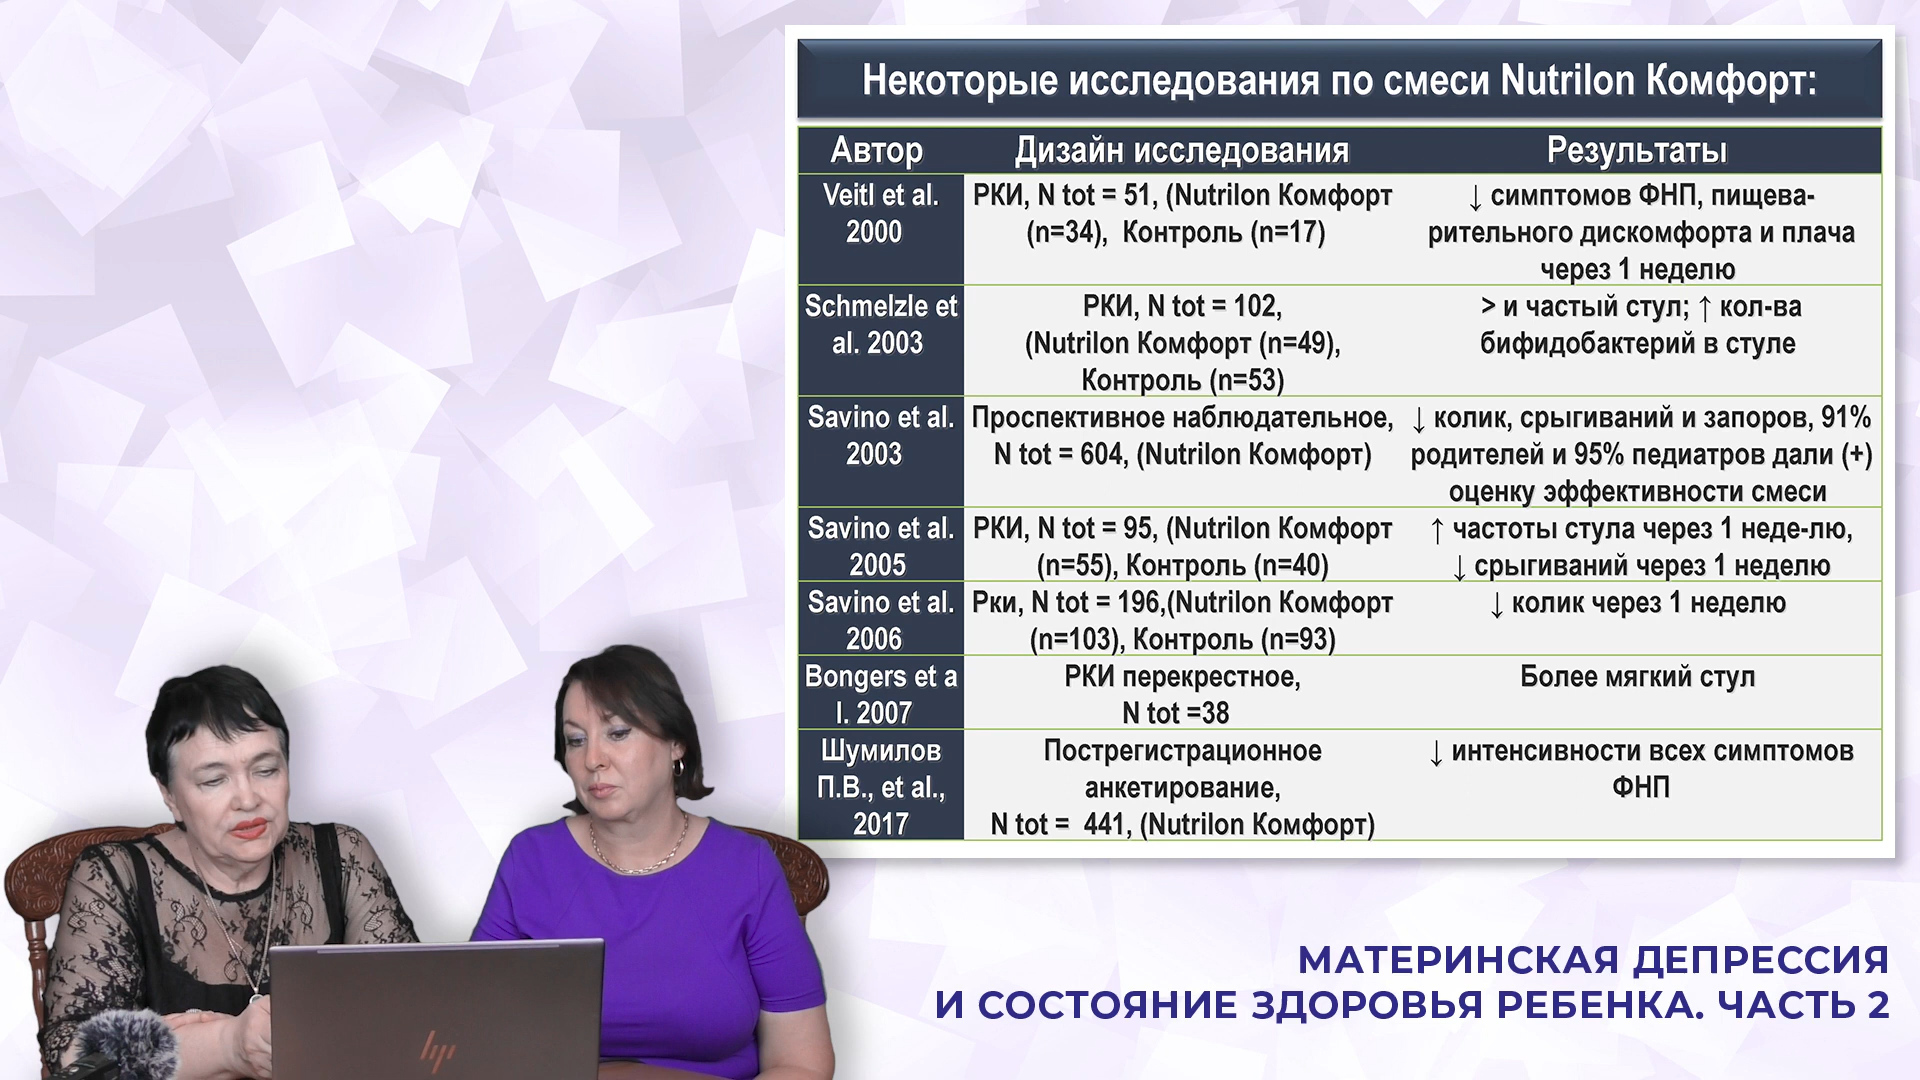 Некоторые исследования по смеси Nutrilon Комфорт:
Автор Дизайн исследования Результаты
Veitl et al.
2000
РКИ, N tot = 51, (Nutrilon Комфорт
(n=34), Контроль (n=17)
↓ симптомов ФНП, пищева-
рительного дискомфорта и плача
через 1 неделю
Schmelzle et
al. 2003
РКИ, N tot = 102,
(Nutrilon Комфорт (n=49),
Контроль (n=53)
> и частый стул; ↑ кол-ва
бифидобактерий в стуле
Savino et al.
2003
Проспективное наблюдательное,
N tot = 604, (Nutrilon Комфорт)
↓ колик, срыгиваний и запоров, 91%
родителей и 95% педиатров дали (+)
оценку эффективности смеси
Savino et al.
2005
РКИ, N tot = 95, (Nutrilon Комфорт
(n=55), Контроль (n=40)
↑ частоты стула через 1 неде-лю,
↓ срыгиваний через 1 неделю
Savino et al.
2006
Рки, N tot = 196,(Nutrilon Комфорт
(n=103), Контроль (n=93)
↓ колик через 1 неделю
Bongers et a
l. 2007
РКИ перекрестное,
N tot =38
Более мягкий стул
Шумилов
П.В., et al.,
2017
Пострегистрационное
анкетирование,
N tot = 441, (Nutrilon Комфорт)
↓ интенсивности всех симптомов
ФНП
hp
МАТЕРИНСКАЯ ДЕПРЕССИЯ
И СОСТОЯНИЕ ЗДОРОВЬЯ РЕБЕНКА. ЧАСТЬ 2